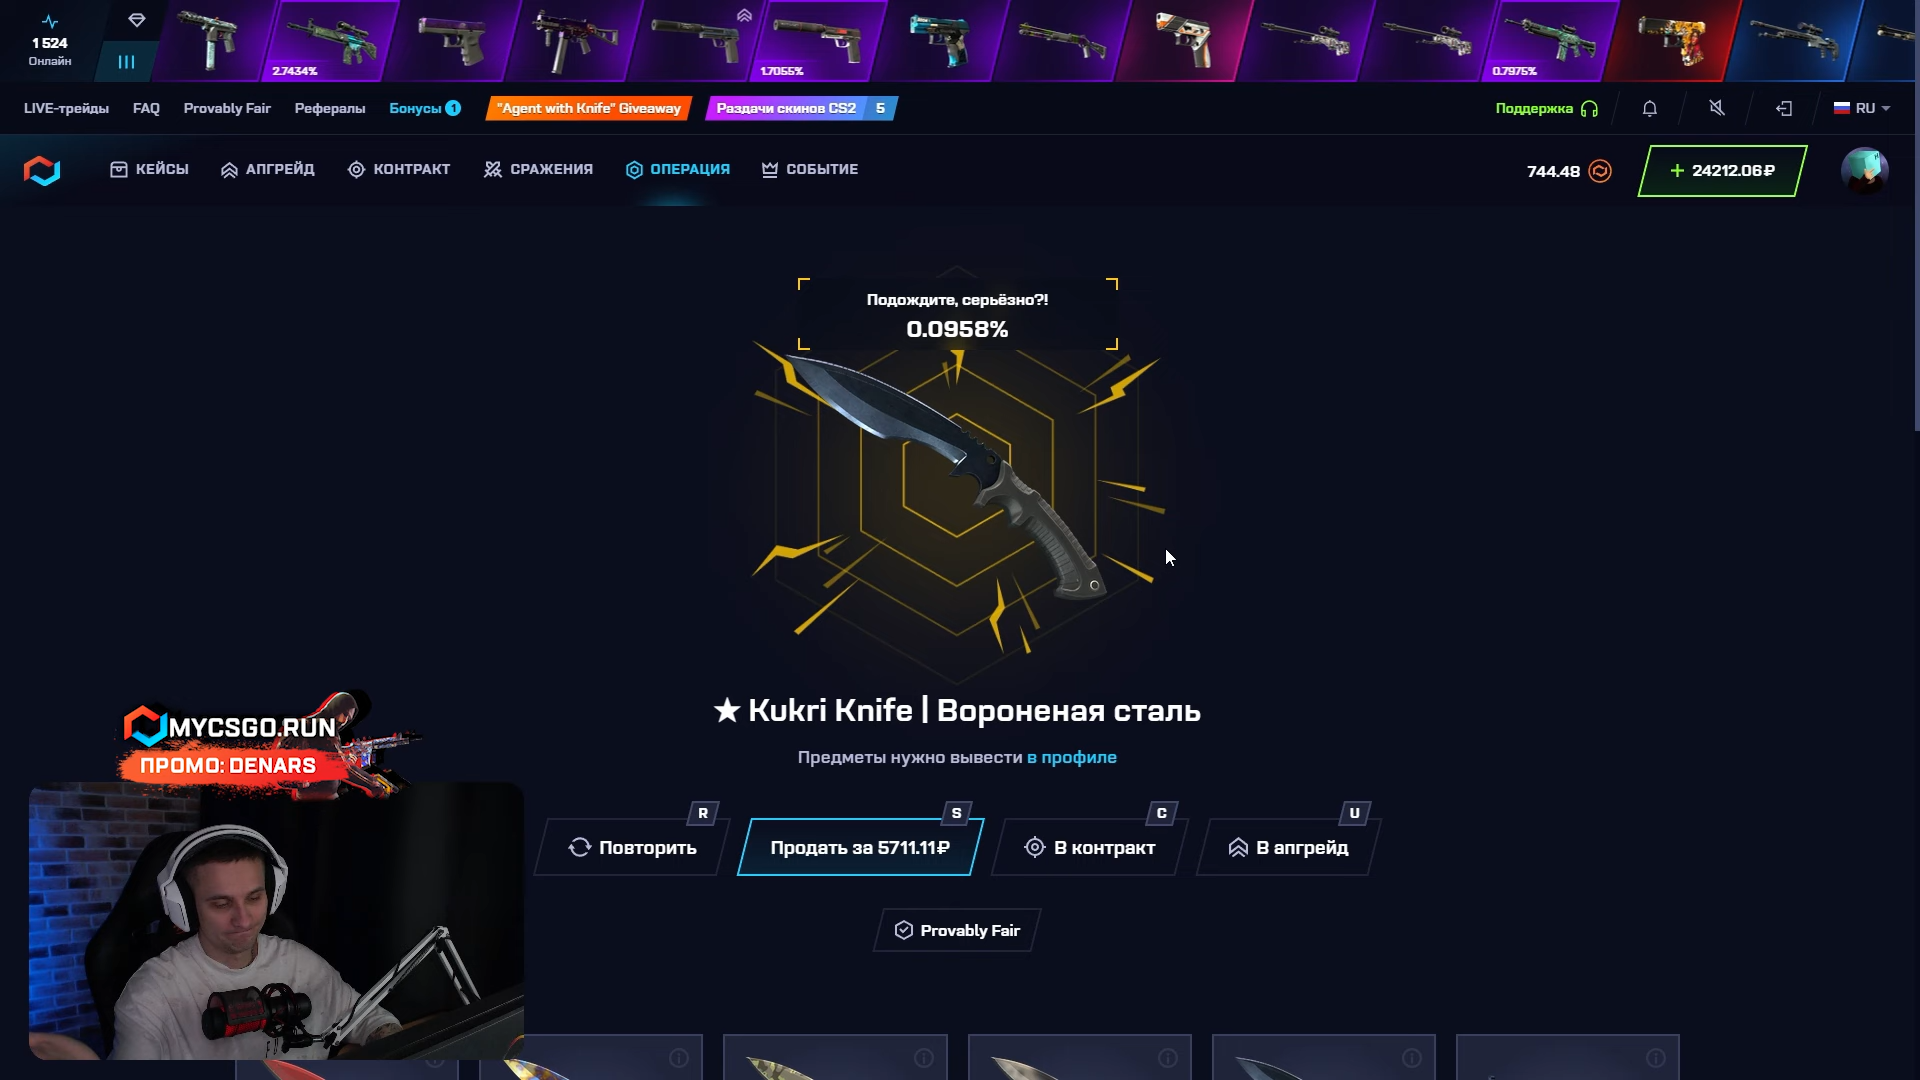 1 524
Онлайн
2.7434%
1.7055%
0.7975%
LIVE-трейды
FAQ
Provably Fair
Рефералы
Бонусы 1
"Agent with Knife" Giveaway
Раздачи скинов CS2 5
Поддержка
RU
КЕЙСЫ
АПГРЕЙД
КОНТРАКТ
СРАЖЕНИЯ
ОПЕРАЦИЯ
СОБЫТИЕ
744.48
+ 24212.06₽
Подождите, серьёзно?!
0.0958%
★ Kukri Knife | Вороненая сталь
Предметы нужно вывести в профиле
MYCSGO.RUN
ПРОМО: DENARS
R
Повторить
S
Продать за 5711.11₽
C
В контракт
U
В апгрейд
Provably Fair